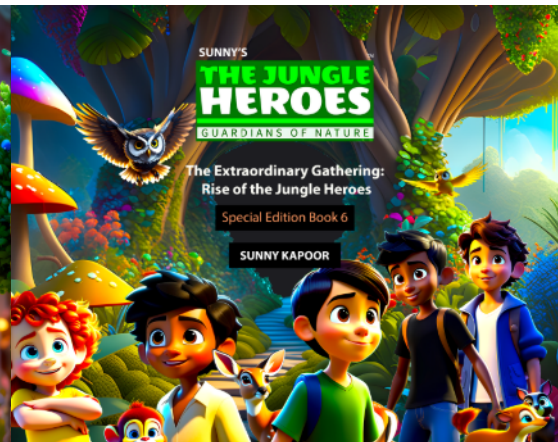 SUNNY'S
THE JUNGLE
HEROES
GUARDIANS OF NATURE
The Extraordinary Gathering:
Rise of the Jungle Heroes
Special Edition Book 6
SUNNY KAPOOR